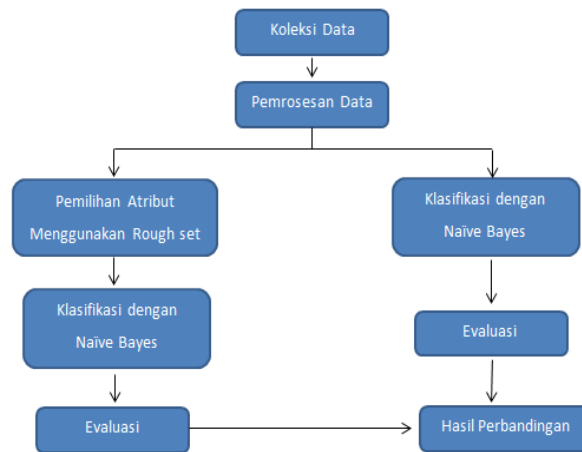 Koleksi Data
Pemrosesan Data
Pemilihan Atribut
Menggunakan Rough set
Klasifikasi dengan
Naïve Bayes
Evaluasi
Klasifikasi dengan
Naïve Bayes
Evaluasi
Hasil Perbandingan